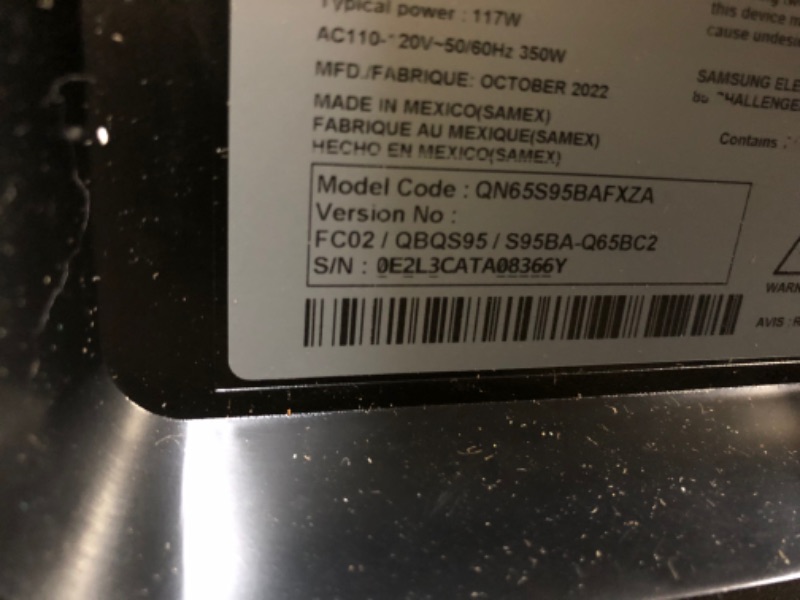 Typical power : 117W
AC110-120V~50/60Hz 350W
MFD./FABRIQUE: OCTOBER 2022
MADE IN MEXICO(SAMEX)
FABRIQUE AU MEXIQUE(SAMEX)
HECHO EN MEXICO(SAMEX)
Model Code : QN65S95BAFXZA
Version No :
FC02 / QBQS95 / S95BA-Q65BC2
S/N : 0E2L3CATA08366Y
this device m
cause undesi
SAMSUNG ELE
CHALLENGE
Contains
WARN
AVIS : R